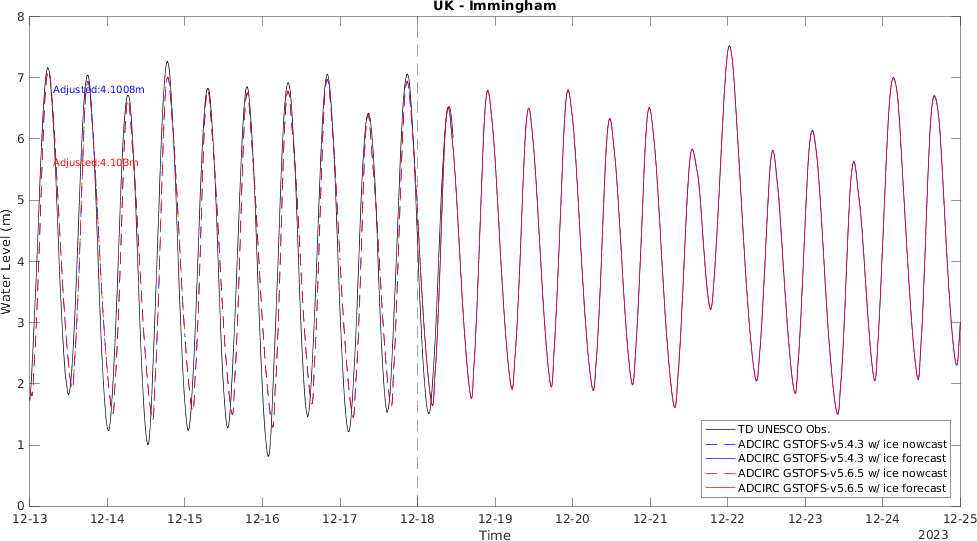 UK - Immingham
8
7
6
5
4
3
2
1
0
Water Level (m)
Adjusted:4.1008m
Adjusted:4.103m
TD UNESCO Obs.
ADCIRC GSTOFS-v5.4.3 w/ ice nowcast
ADCIRC GSTOFS-v5.4.3 w/ ice forecast
ADCIRC GSTOFS-v5.6.5 w/ ice nowcast
ADCIRC GSTOFS-v5.6.5 w/ ice forecast
12-13 12-14 12-15 12-16 12-17 12-18 12-19 12-20 12-21 12-22 12-23 12-24 12-25
Time
2023